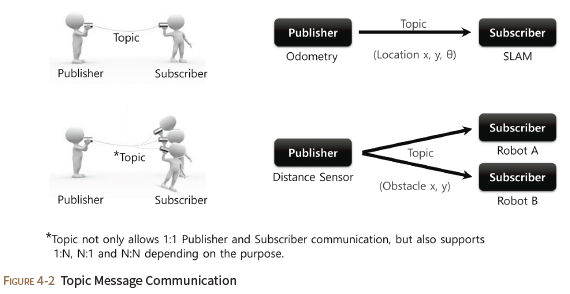 Topic
Publisher
Subscriber
Publisher
Topic
Subscriber
Odometry
(Location x, y, θ)
SLAM
*Topic
Publisher
Subscriber
Publisher
Distance Sensor
Topic
(Obstacle x, y)
Subscriber
Robot A
Subscriber
Robot B
*Topic not only allows 1:1 Publisher and Subscriber communication, but also supports
1:N, N:1 and N:N depending on the purpose.
FIGURE 4-2 Topic Message Communication